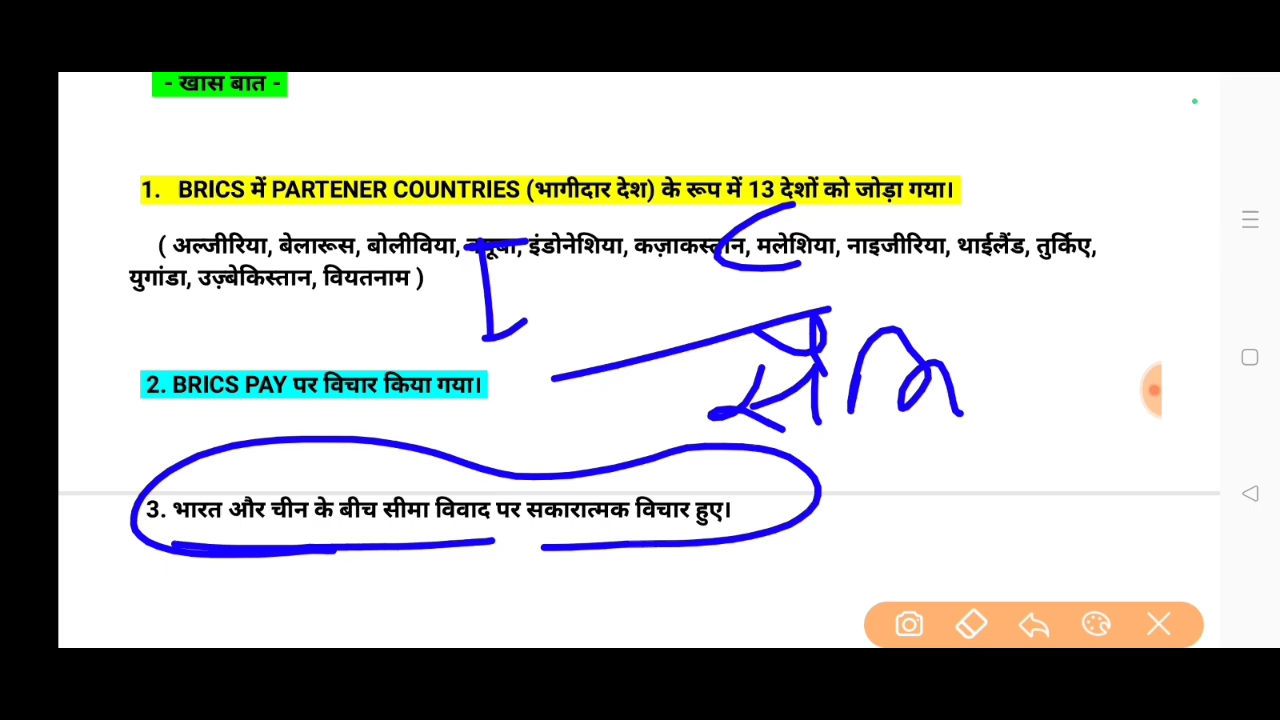 - खास बात -
1. BRICS में PARTENER COUNTRIES (भागीदार देश) के रूप में 13 देशों को जोड़ा गया।
( अल्जीरिया, बेलारूस, बोलीविया, इंडोनेशिया, कज़ाकस्तान, मलेशिया, नाइजीरिया, थाईलैंड, तुर्किए,
युगांडा, उज़्बेकिस्तान, वियतनाम )
2. BRICS PAY पर विचार किया गया।
3. भारत और चीन के बीच सीमा विवाद पर सकारात्मक विचार हुए।